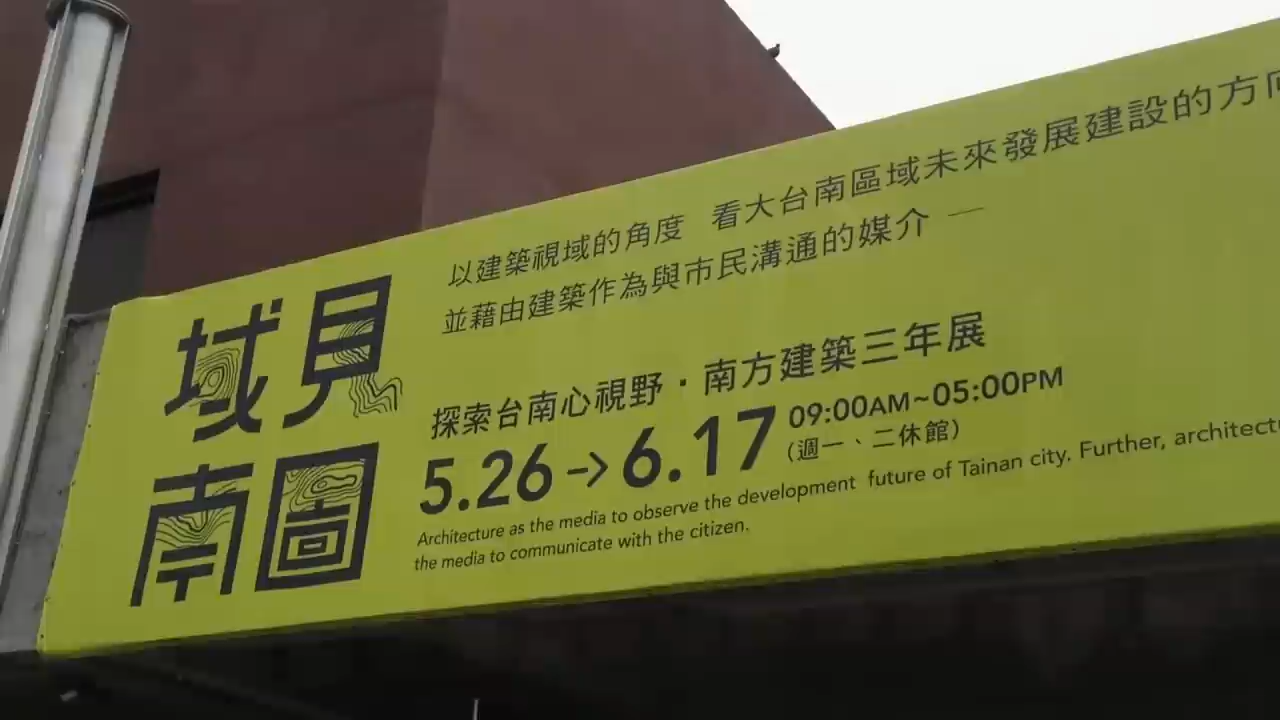 域見
南圖
以建築視域的角度 看大台南區域未來發展建設的方向
並藉由建築作為與市民溝通的媒介 —
探索台南心視野・南方建築三年展
5.26→6.17 09:00AM~05:00PM
(週一、二休館)
Architecture as the media to observe the development future of Tainan city. Further,
the media to communicate with the citizen.